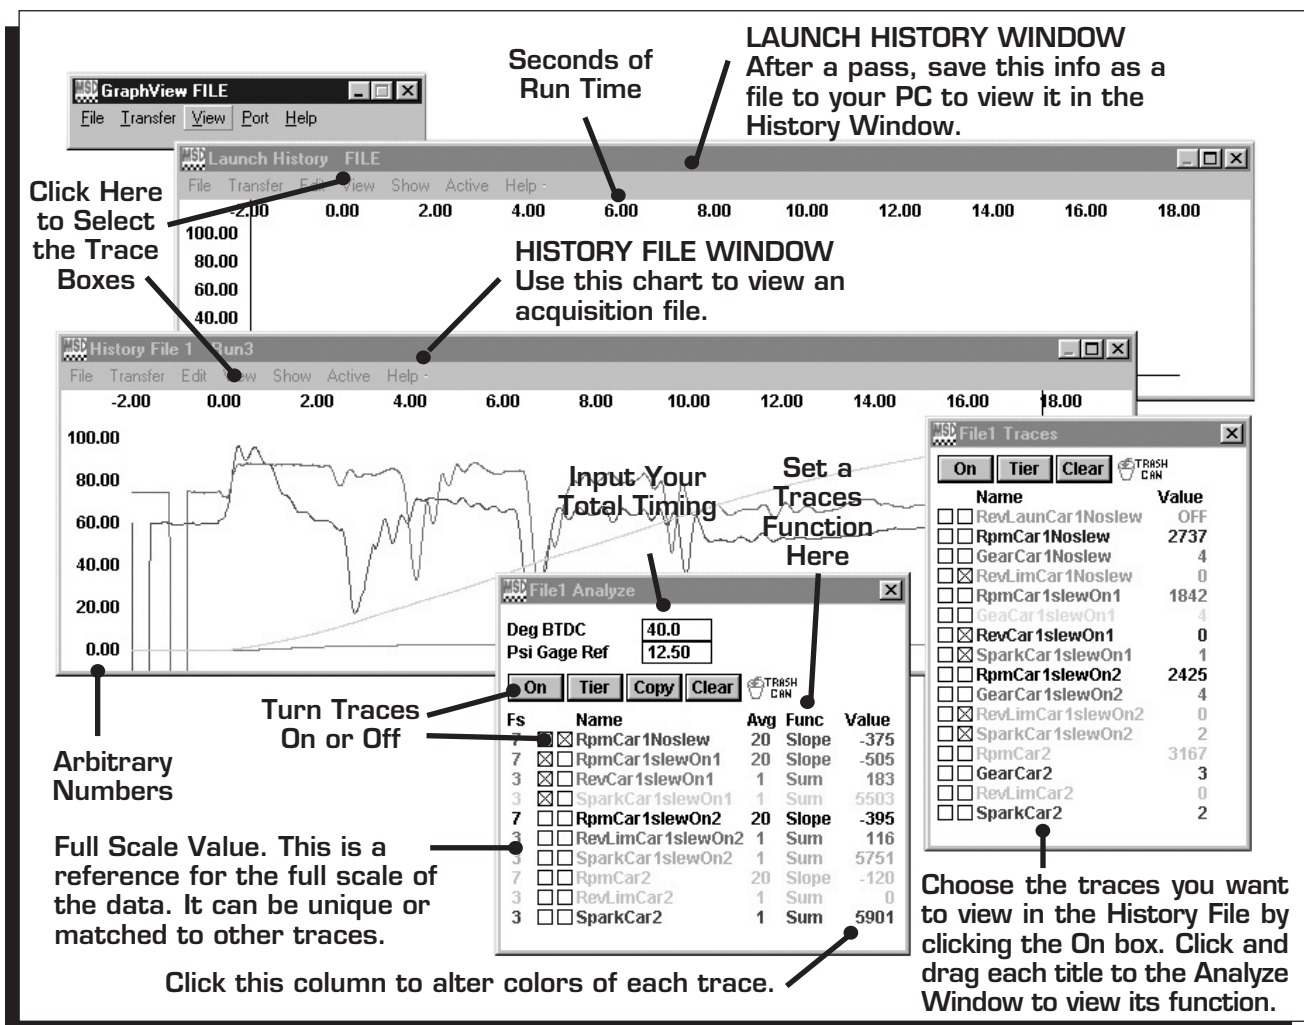 LAUNCH HISTORY WINDOW
After a pass, save this info as a
file to your PC to view it in the
History Window.
Seconds of
Run Time
MSD GraphView FILE
File Transfer View Port Help
MSD Launch History FILE
File Transfer Edit View Show Active Help
-2.00 0.00 2.00 4.00 6.00 8.00 10.00 12.00 14.00 16.00 18.00
100.00
80.00
60.00
40.00
Click Here
to Select
the Trace
Boxes
HISTORY FILE WINDOW
Use this chart to view an
acquisition file.
MSD History File 1 Run3
File Transfer Edit View Show Active Help
-2.00 0.00 2.00 4.00 6.00 8.00 10.00 12.00 14.00 16.00 18.00
100.00
80.00
60.00
40.00
20.00
0.00
Input Your
Total Timing
Set a
Traces
Function
Here
MSD File1 Traces
On Tier Clear TRASH CAN
Name Value
RevLaunCar1Noslew OFF
RpmCar1Noslew 2737
GearCar1Noslew 4
RevLimCar1Noslew 0
RpmCar1slewOn1 1842
GeaCar1slewOn1 4
RevCar1slewOn1 0
SparkCar1slewOn1 1
RpmCar1slewOn2 2425
GearCar1slewOn2 4
RevLimCar1slewOn2 0
SparkCar1slewOn2 2
RpmCar2 3167
GearCar2 3
RevLimCar2 0
SparkCar2 2
MSD File1 Analyze
Deg BTDC 40.0
Psi Gage Ref 12.50
On Tier Copy Clear TRASH CAN
Fs Name Avg Func Value
7 RpmCar1Noslew 20 Slope -375
7 RpmCar1slewOn1 20 Slope -505
3 RevCar1slewOn1 1 Sum 183
3 SparkCar1slewOn1 1 Sum 5503
7 RpmCar1slewOn2 20 Slope -395
3 RevLimCar1slewOn2 1 Sum 116
3 SparkCar1slewOn2 1 Sum 5751
7 RpmCar2 20 Slope -120
3 RevLimCar2 1 Sum 0
3 SparkCar2 1 Sum 5901
Turn Traces
On or Off
Arbitrary
Numbers
Full Scale Value. This is a
reference for the full scale of
the data. It can be unique or
matched to other traces.
Click this column to alter colors of each trace.
Choose the traces you want
to view in the History File by
clicking the On box. Click and
drag each title to the Analyze
Window to view its function.